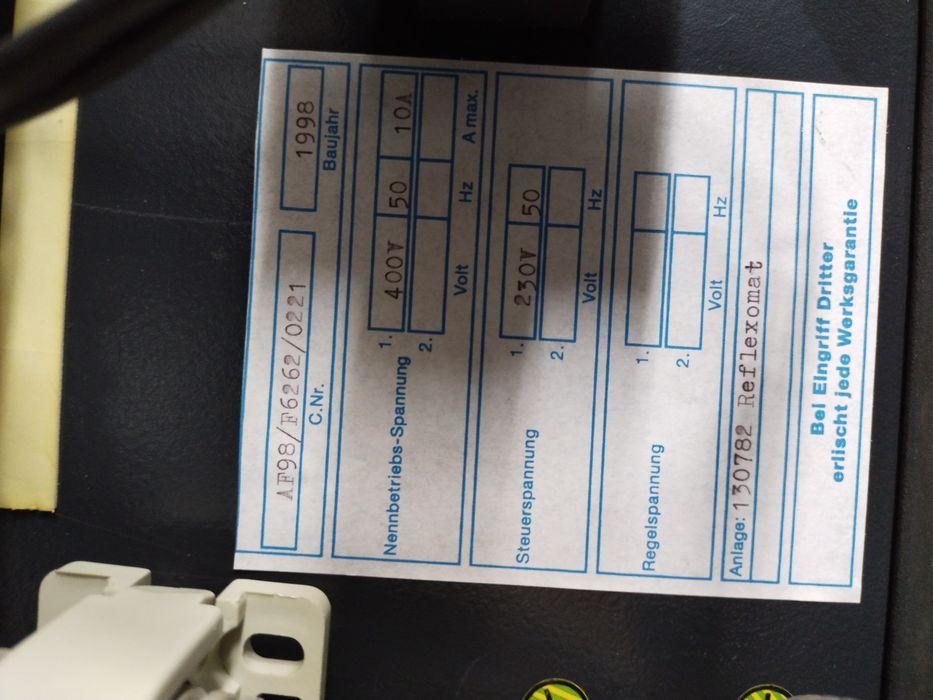 AF98/F6262/0221 1998
C.Nr. Baujahr
Nennbetriebs-Spannung 1. 400V 50 10A
2.
Volt Hz A max.
Steuerspannung 1. 230V 50
2.
Volt Hz
Regelspannung 1.
2.
Volt Hz
Anlage: 130782 Reflexomat
Bei Eingriff Dritter
erlischt jede Werksgarantie